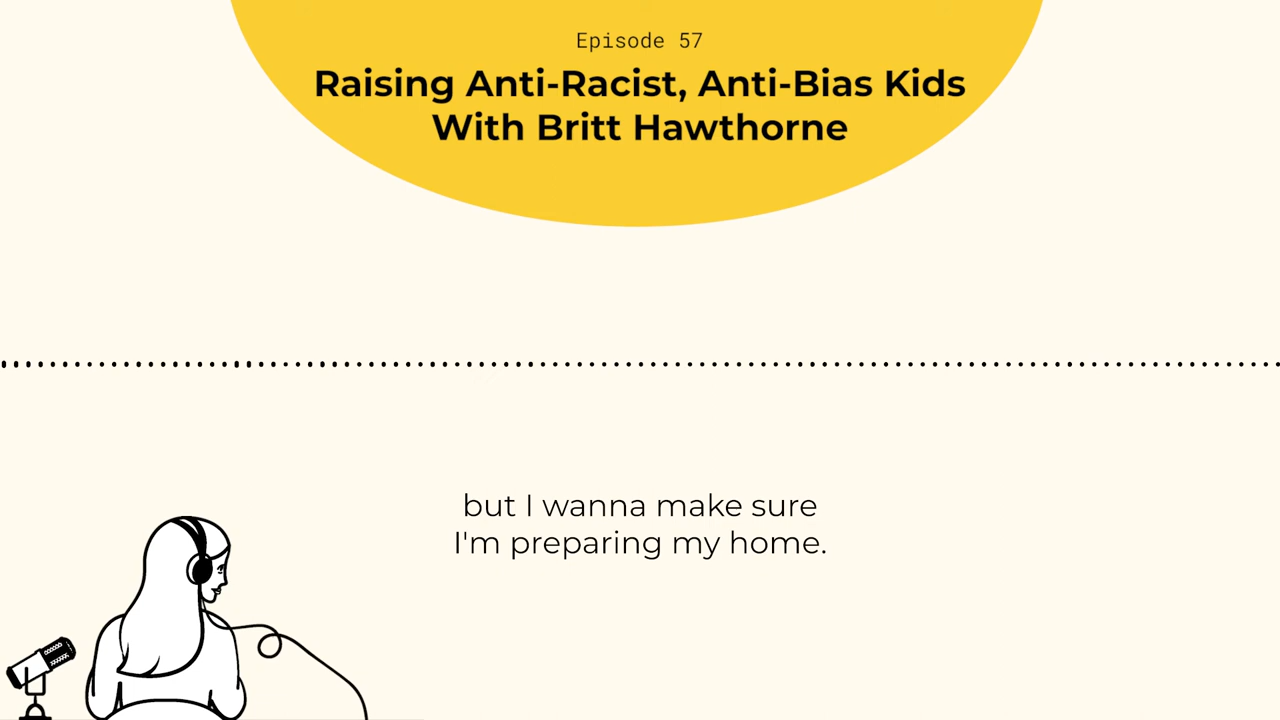 Episode 57
Raising Anti-Racist, Anti-Bias Kids
With Britt Hawthorne
but I wanna make sure
I'm preparing my home.